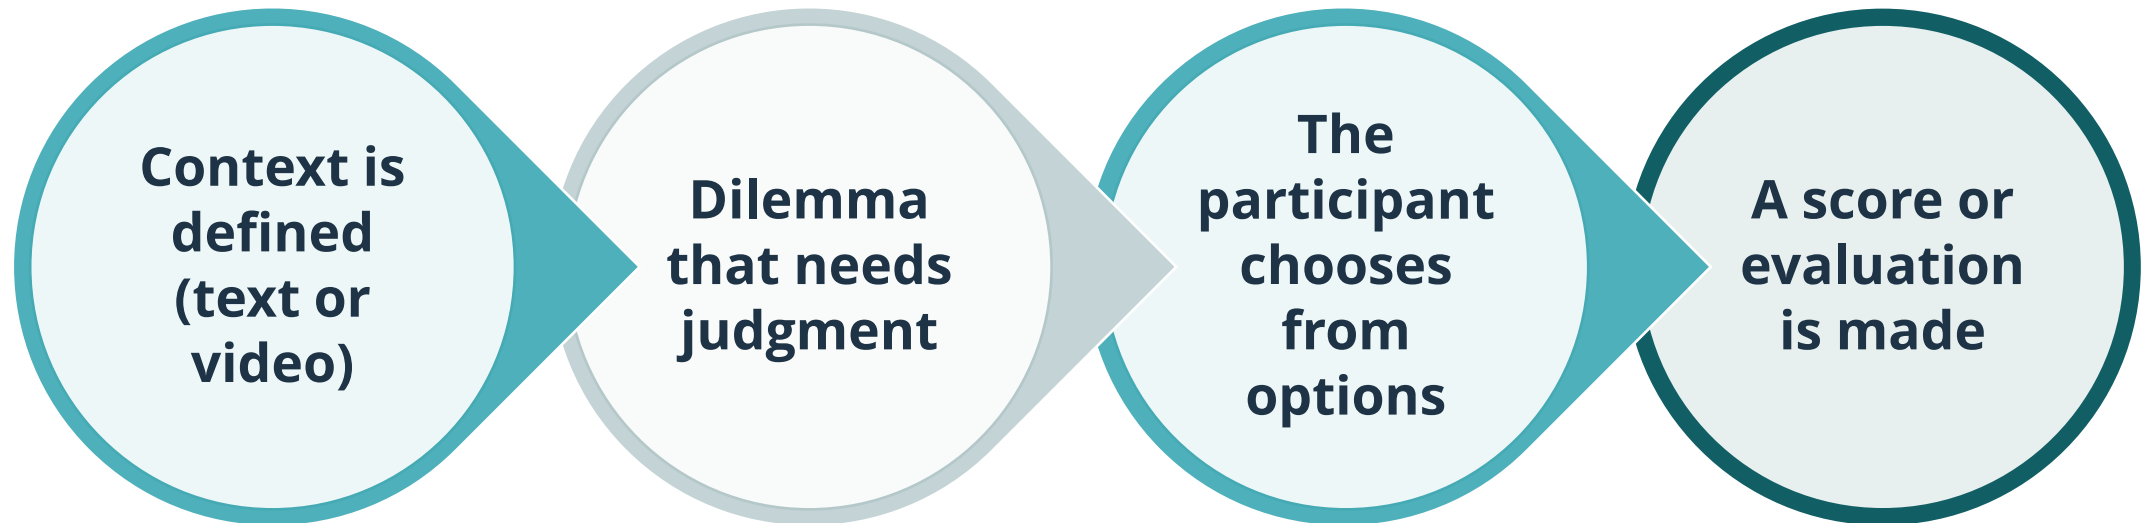 Context is
defined
(text or
video)
Dilemma
that needs
judgment
The
participant
chooses
from
options
A score or
evaluation
is made